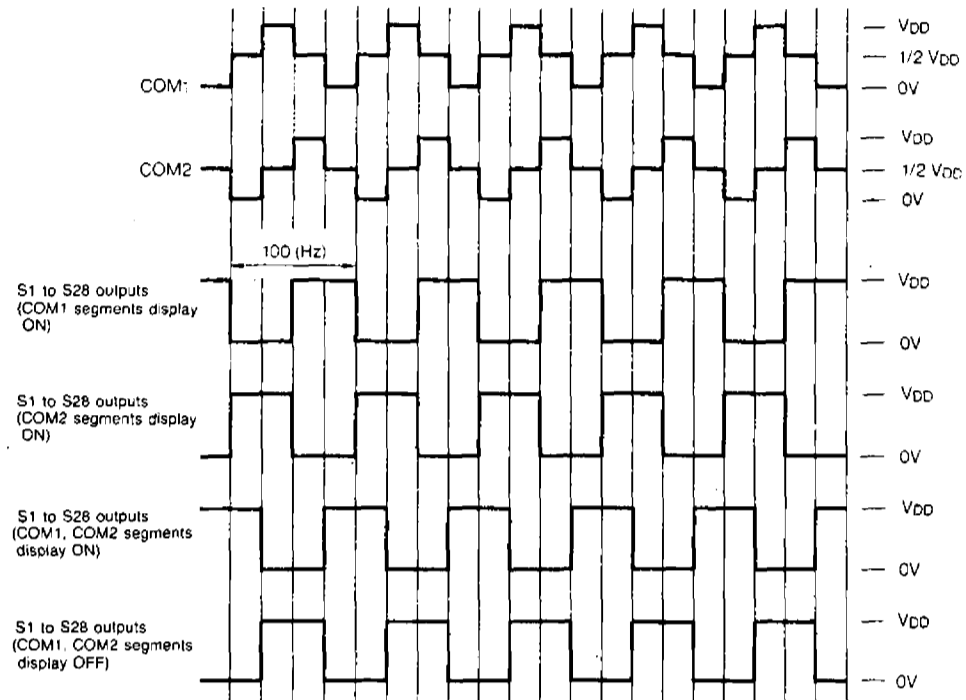 VDD
1/2 VDD
COM1
0V
VDD
COM2
1/2 VDD
0V
100 (Hz)
S1 to S28 outputs
(COM1 segments display
ON)
VDD
0V
S1 to S28 outputs
(COM2 segments display
ON)
VDD
0V
S1 to S28 outputs
(COM1, COM2 segments
display ON)
VDD
0V
S1 to S28 outputs
(COM1, COM2 segments
display OFF)
VDD
0V